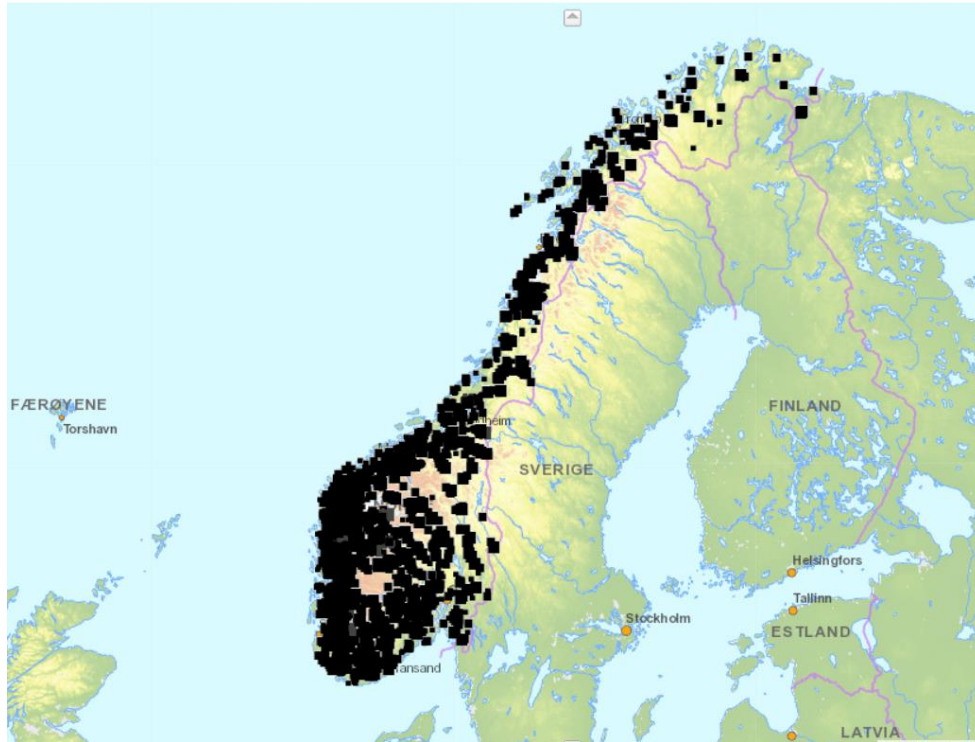 FÆRØYENE
Torshavn
FINLAND
SVERIGE
Helsingfors
Tallinn
Stockholm
ESTLAND
LATVIA